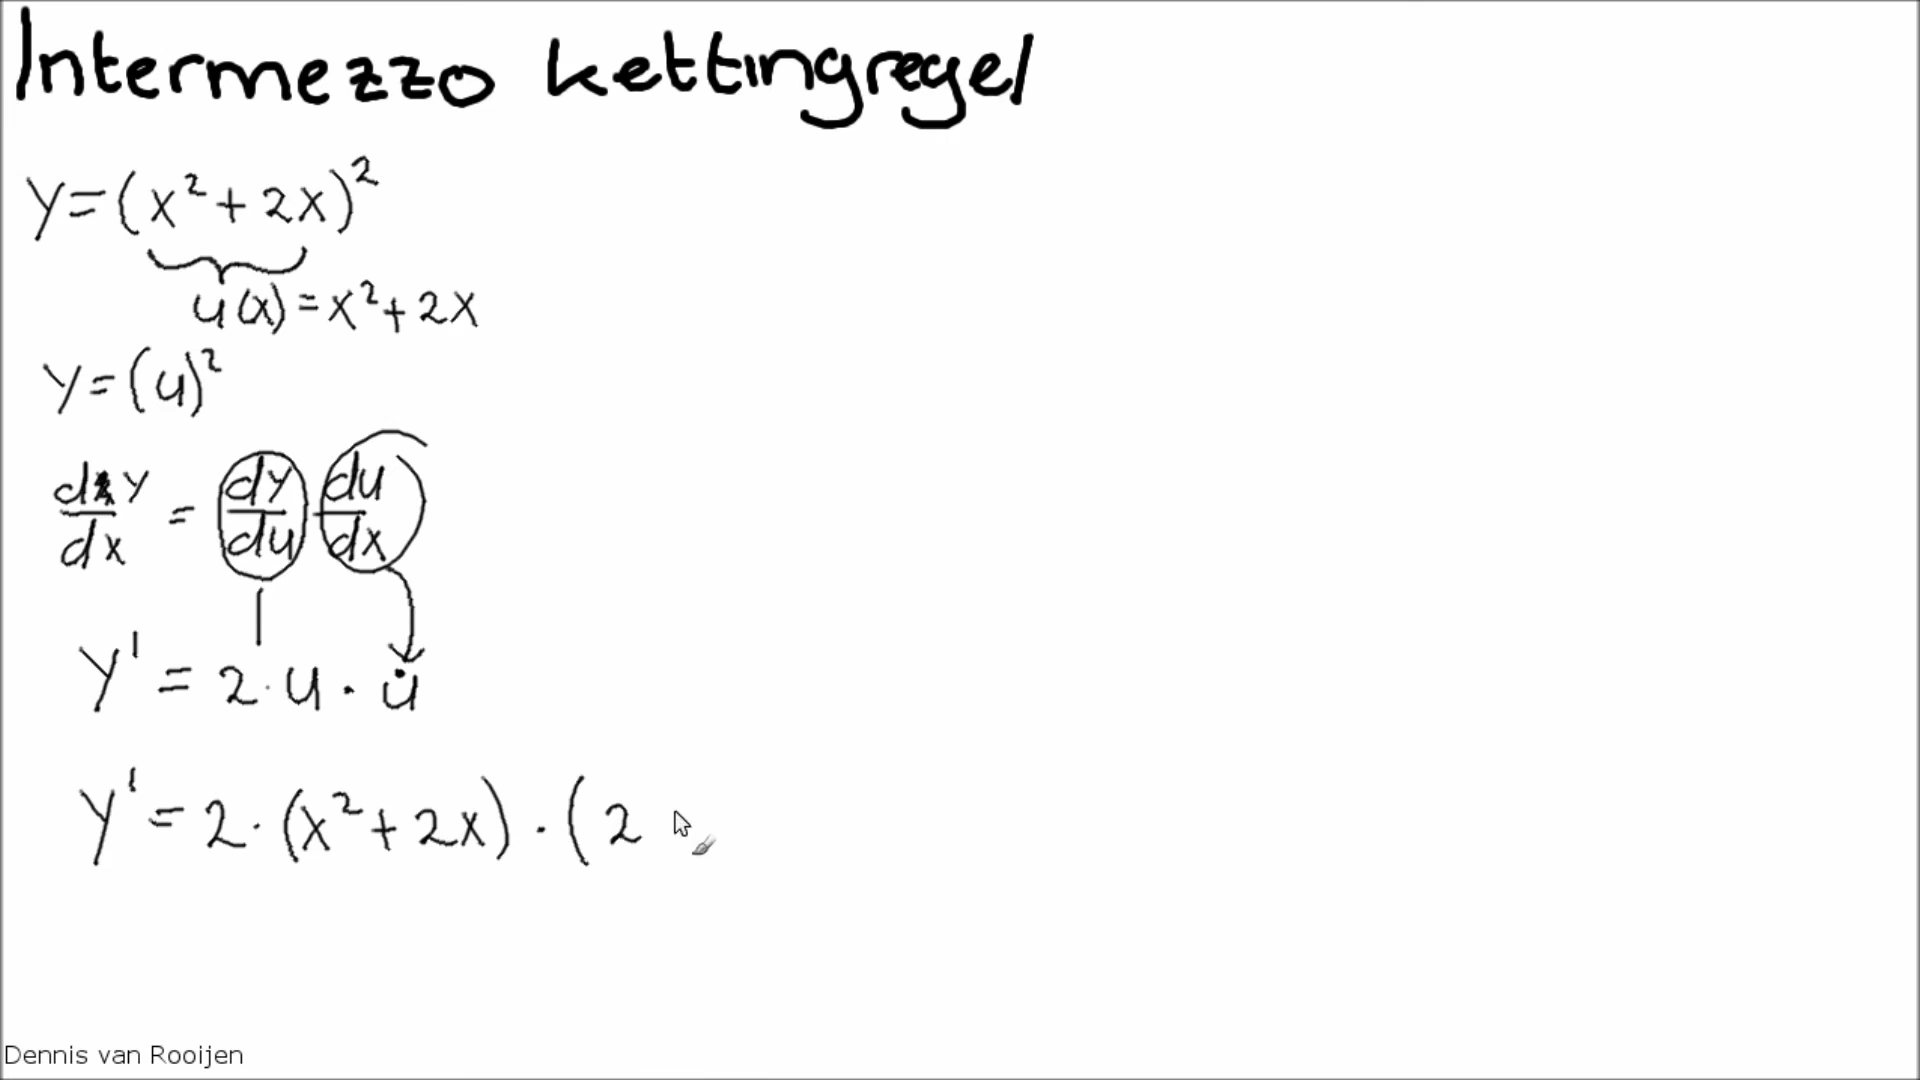 Intermezzo kettingregel
y = (x² + 2x)²
u(x) = x² + 2x
y = (u)²
dy/dx = dy/du · du/dx
y' = 2 · u · u̇
y' = 2 · (x² + 2x) · (2
Dennis van Rooijen